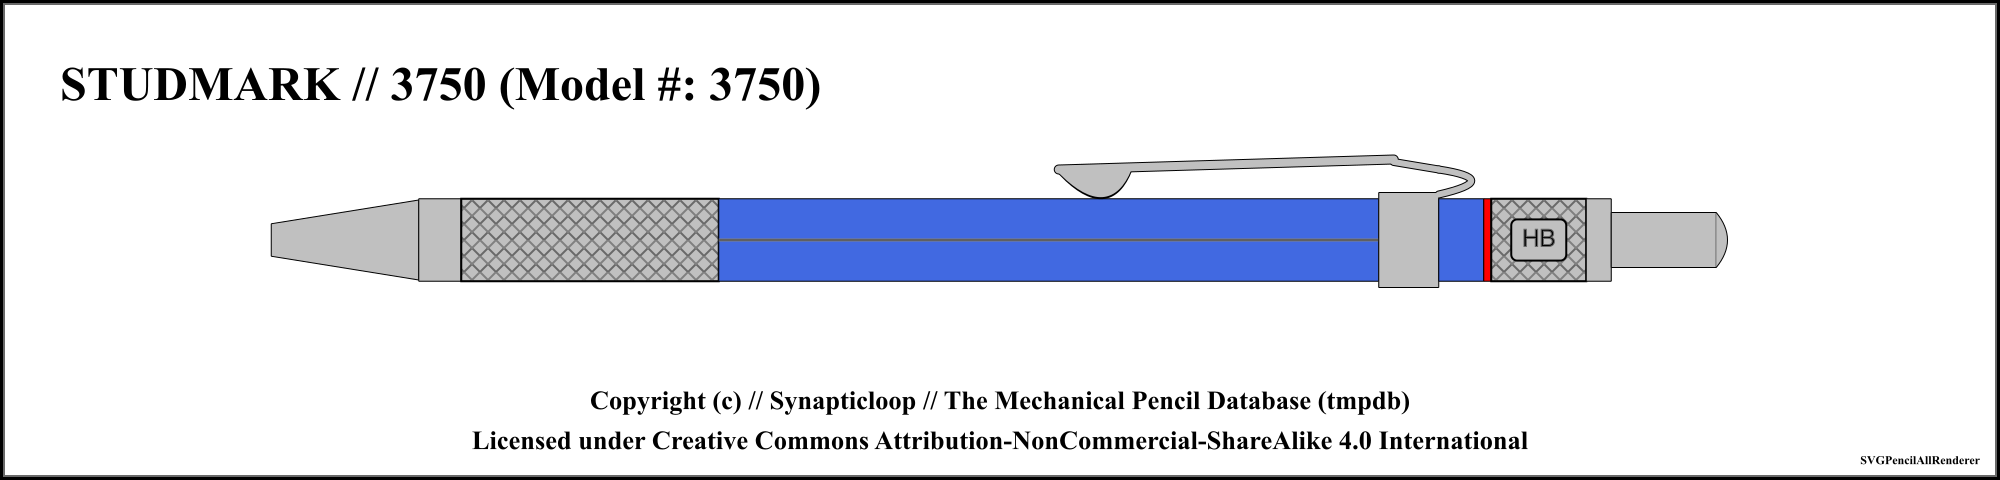 STUDMARK // 3750 (Model #: 3750)
HB
Copyright (c) // Synapticloop // The Mechanical Pencil Database (tmpdb)
Licensed under Creative Commons Attribution-NonCommercial-ShareAlike 4.0 International
SVGPencilAllRenderer